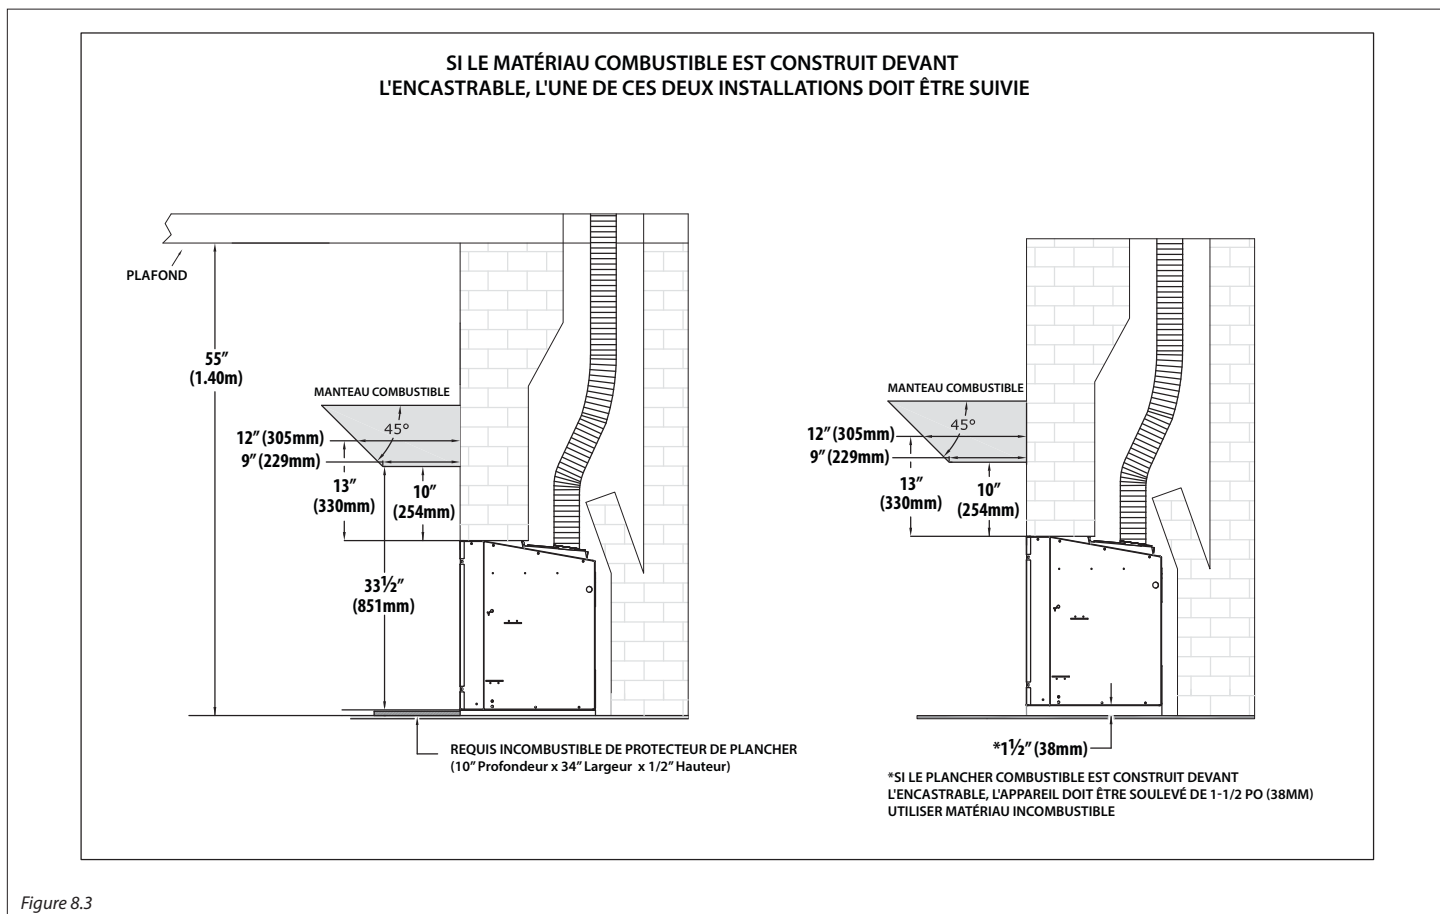 SI LE MATÉRIAU COMBUSTIBLE EST CONSTRUIT DEVANT
L'ENCASTRABLE, L'UNE DE CES DEUX INSTALLATIONS DOIT ÊTRE SUIVIE
PLAFOND
55"
(1.40m)
MANTEAU COMBUSTIBLE
45°
12" (305mm)
9" (229mm)
13"
(330mm)
10"
(254mm)
33½"
(851mm)
REQUIS INCOMBUSTIBLE DE PROTECTEUR DE PLANCHER
(10" Profondeur x 34" Largeur x 1/2" Hauteur)
MANTEAU COMBUSTIBLE
45°
12" (305mm)
9" (229mm)
13"
(330mm)
10"
(254mm)
*1½" (38mm)
*SI LE PLANCHER COMBUSTIBLE EST CONSTRUIT DEVANT
L'ENCASTRABLE, L'APPAREIL DOIT ÊTRE SOULEVÉ DE 1-1/2 PO (38MM)
UTILISER MATÉRIAU INCOMBUSTIBLE
Figure 8.3